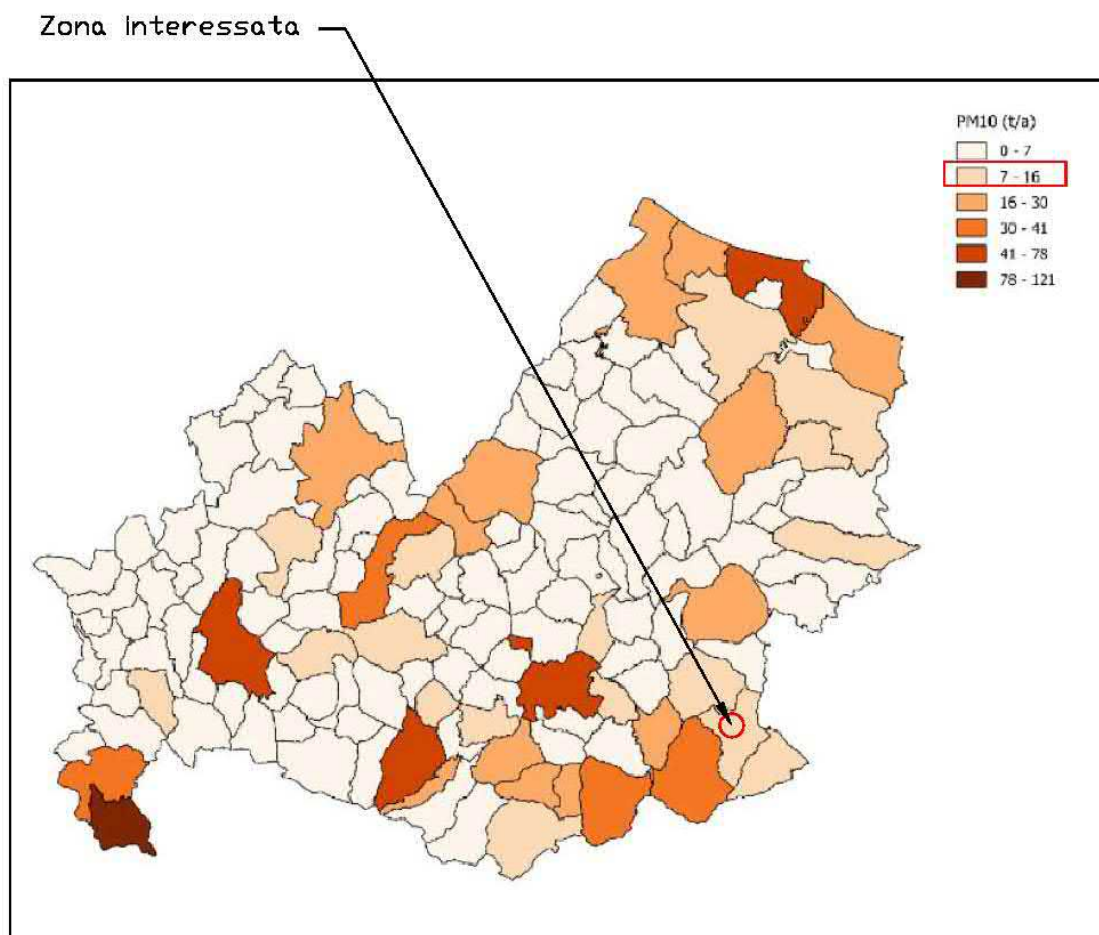 Zona Interessata
PM10 (t/a)
0 - 7
7 - 16
16 - 30
30 - 41
41 - 78
78 - 121